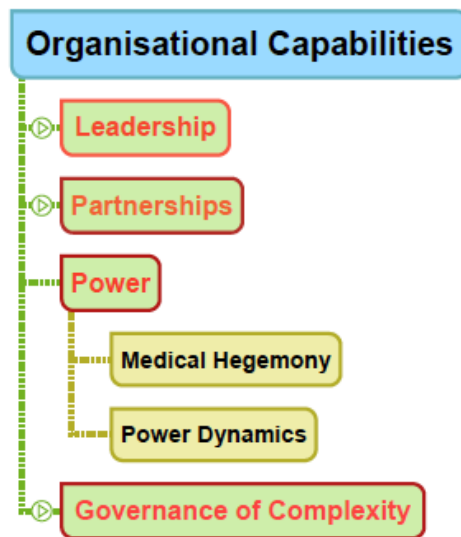 Organisational Capabilities
Leadership
Partnerships
Power
Medical Hegemony
Power Dynamics
Governance of Complexity